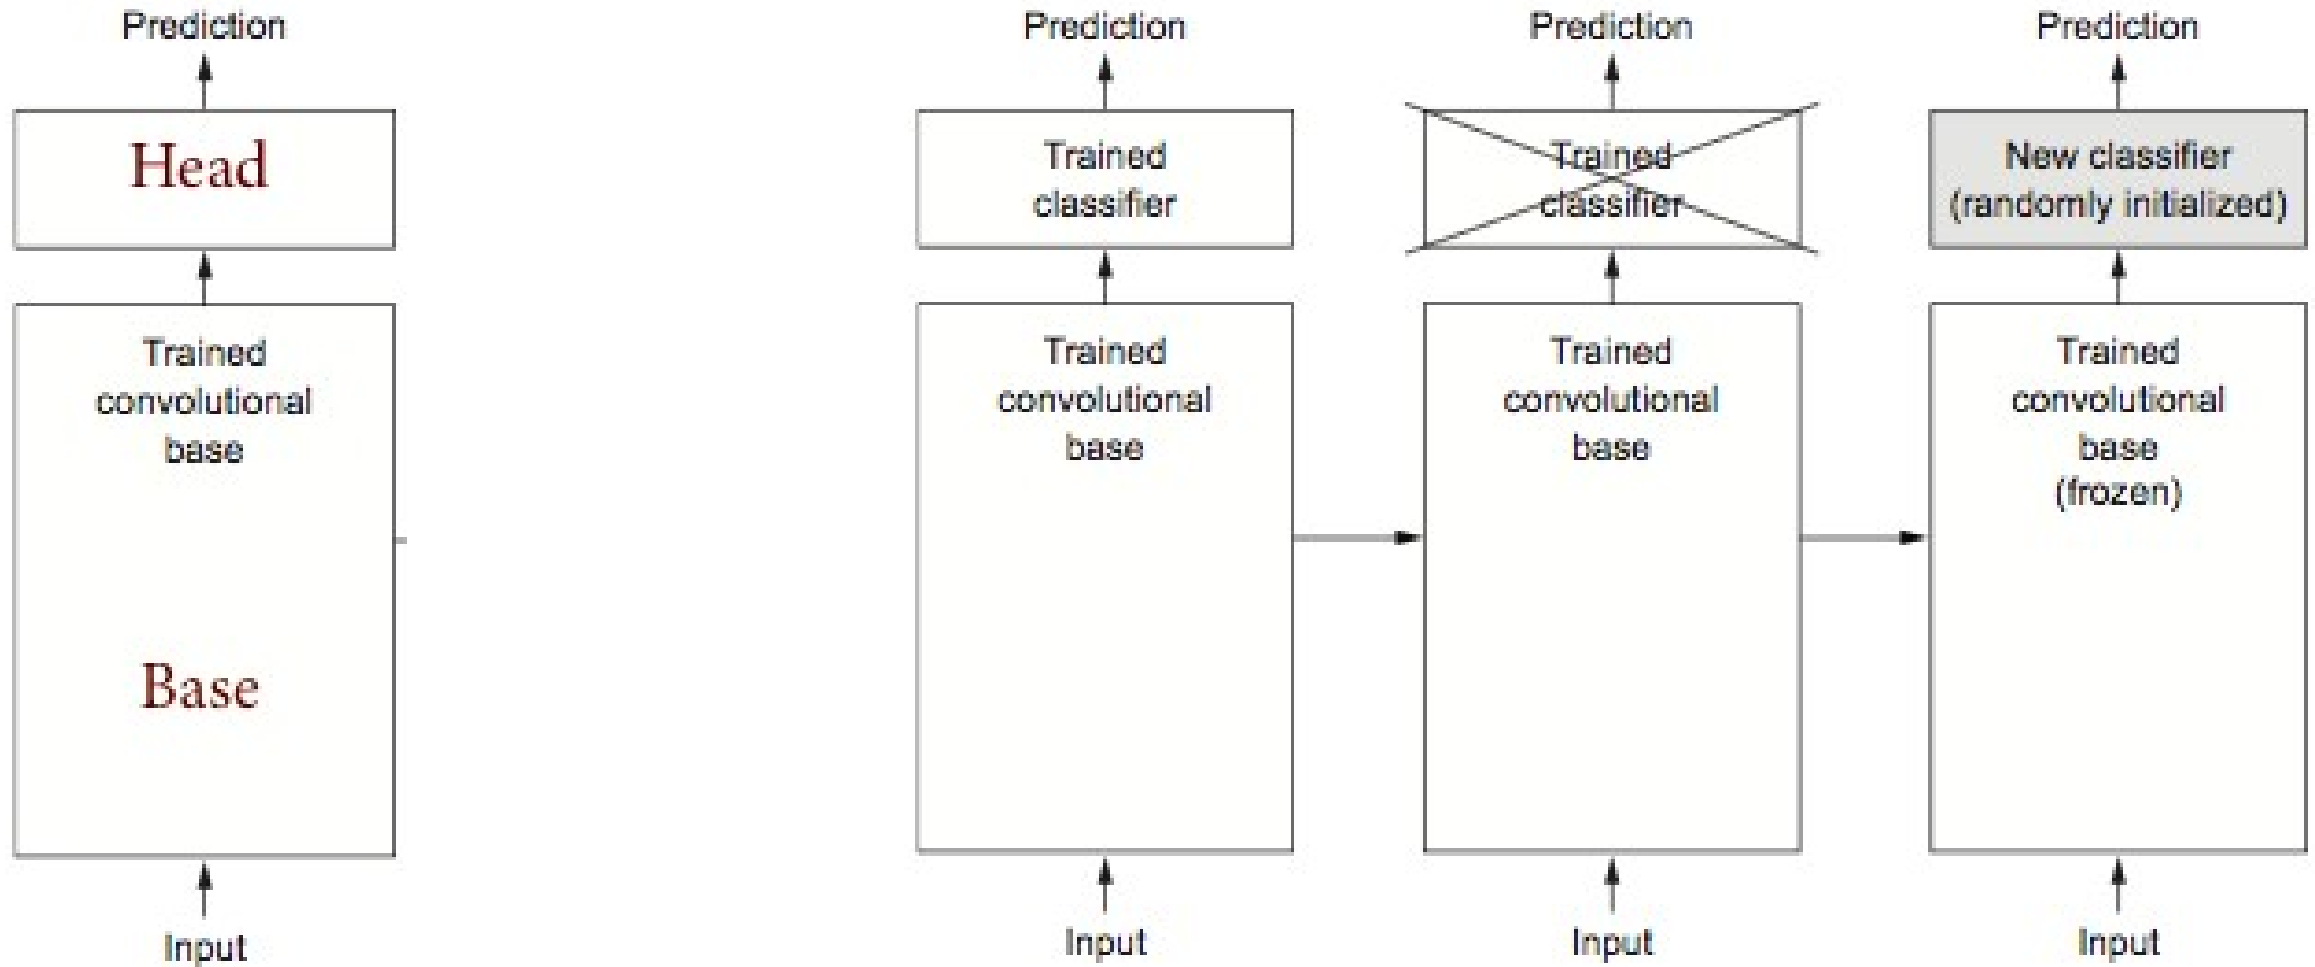 Prediction
Head
Trained
convolutional
base
Base
Input
Prediction
Trained
classifier
Trained
convolutional
base
Input
Prediction
Trained
classifier
Trained
convolutional
base
Input
Prediction
New classifier
(randomly initialized)
Trained
convolutional
base
(frozen)
Input